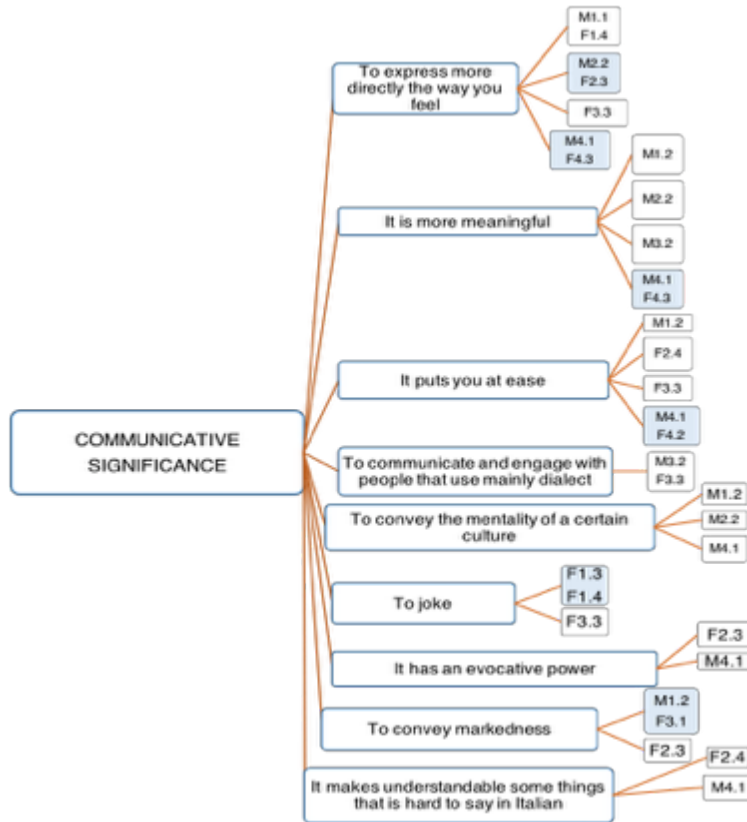 COMMUNICATIVE
SIGNIFICANCE
To express more
directly the way you
feel
M1.1
F1.4
M2.2
F2.3
F3.3
M4.1
F4.3
It is more meaningful
M1.2
M2.2
M3.2
M4.1
F4.3
It puts you at ease
M1.2
F2.4
F3.3
M4.1
F4.2
To communicate and engage with
people that use mainly dialect
M3.2
F3.3
To convey the mentality of a certain
culture
M1.2
M2.2
M4.1
To joke
F1.3
F1.4
F3.3
It has an evocative power
F2.3
M4.1
To convey markedness
M1.2
F3.1
F2.3
It makes understandable some things
that is hard to say in Italian
F2.4
M4.1